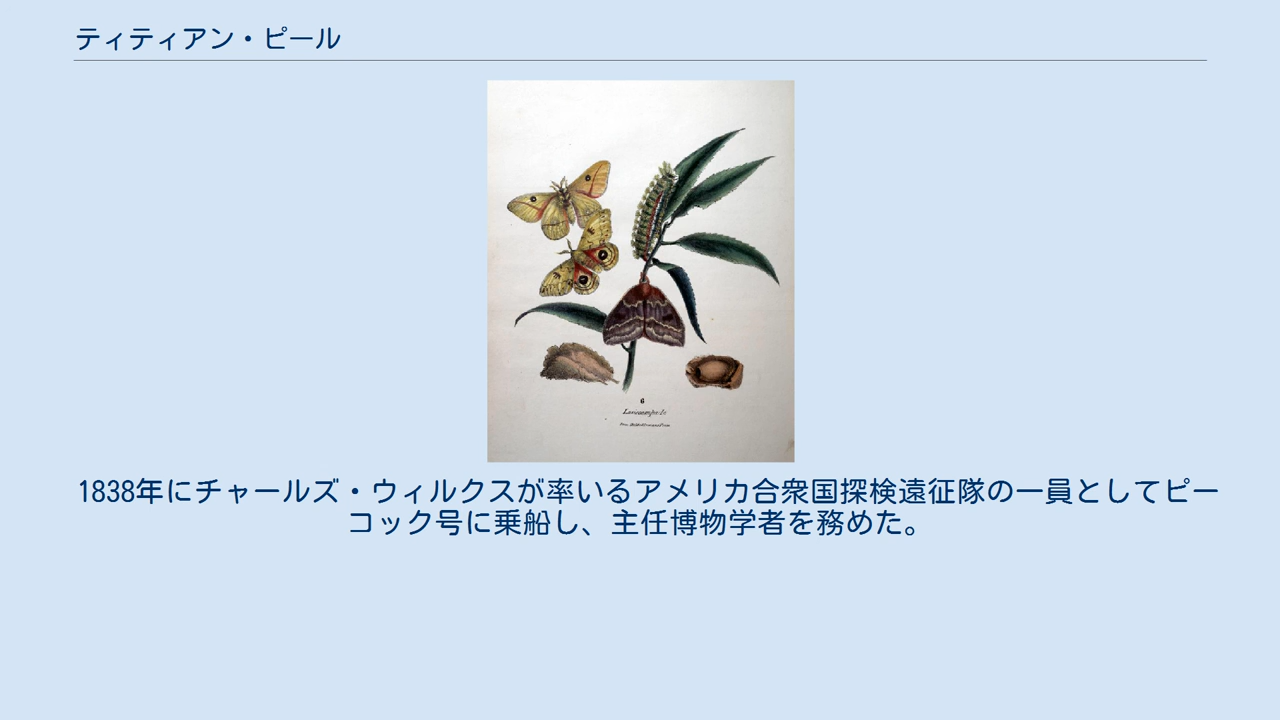 ティティアン・ピール
6
1838年にチャールズ・ウィルクスが率いるアメリカ合衆国探検遠征隊の一員としてピー
コック号に乗船し、主任博物学者を務めた。